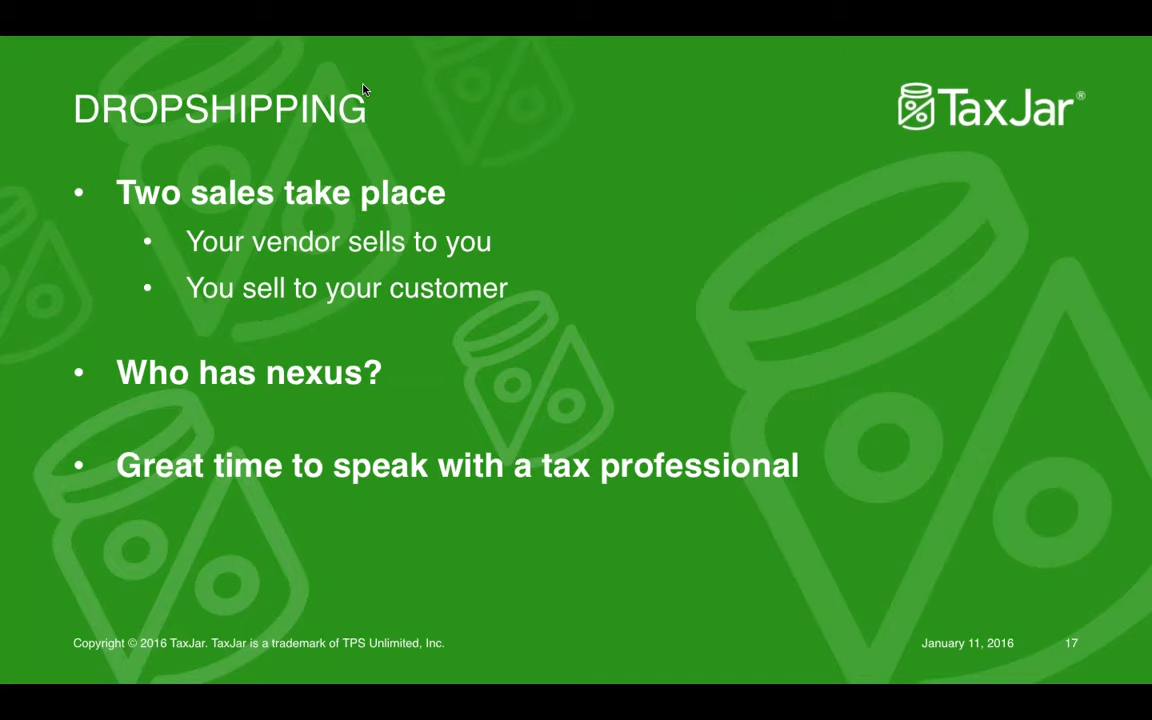 DROPSHIPPING
TaxJar®
• Two sales take place
• Your vendor sells to you
• You sell to your customer
• Who has nexus?
• Great time to speak with a tax professional
Copyright © 2016 TaxJar. TaxJar is a trademark of TPS Unlimited, Inc.
January 11, 2016 17